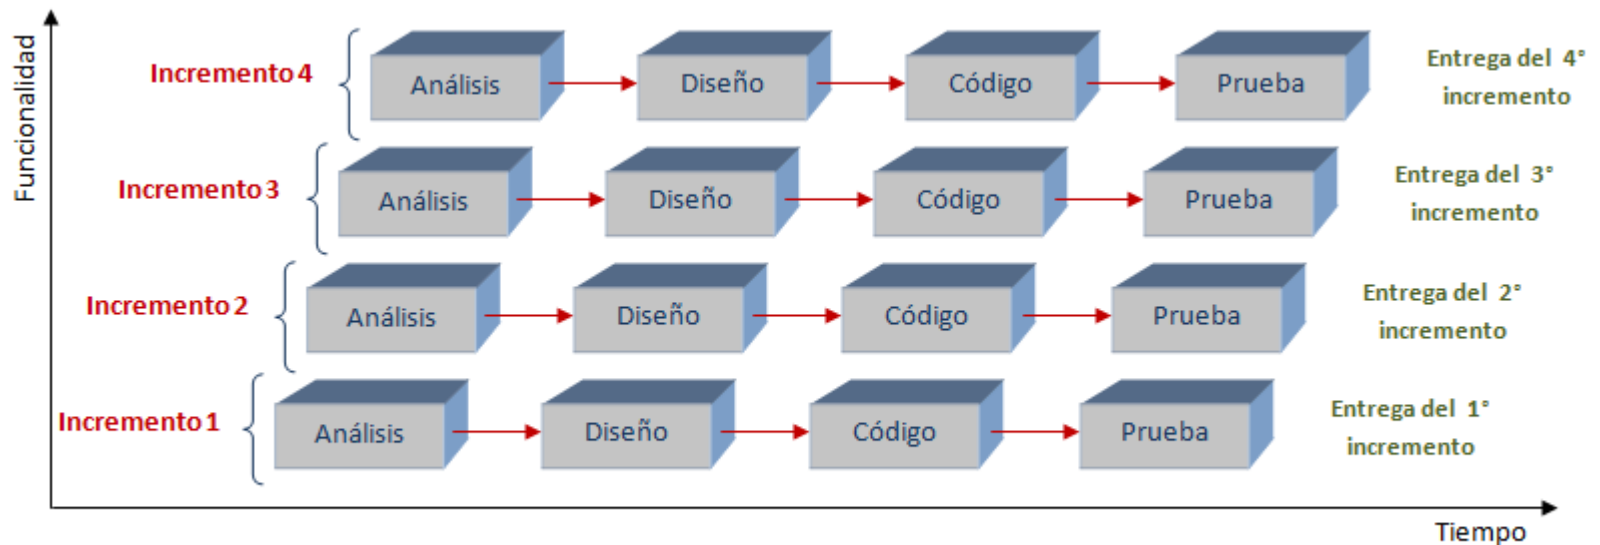 Funcionalidad
Incremento 4
Análisis
Diseño
Código
Prueba
Entrega del 4°
incremento
Incremento 3
Análisis
Diseño
Código
Prueba
Entrega del 3°
incremento
Incremento 2
Análisis
Diseño
Código
Prueba
Entrega del 2°
incremento
Incremento 1
Análisis
Diseño
Código
Prueba
Entrega del 1°
incremento
Tiempo